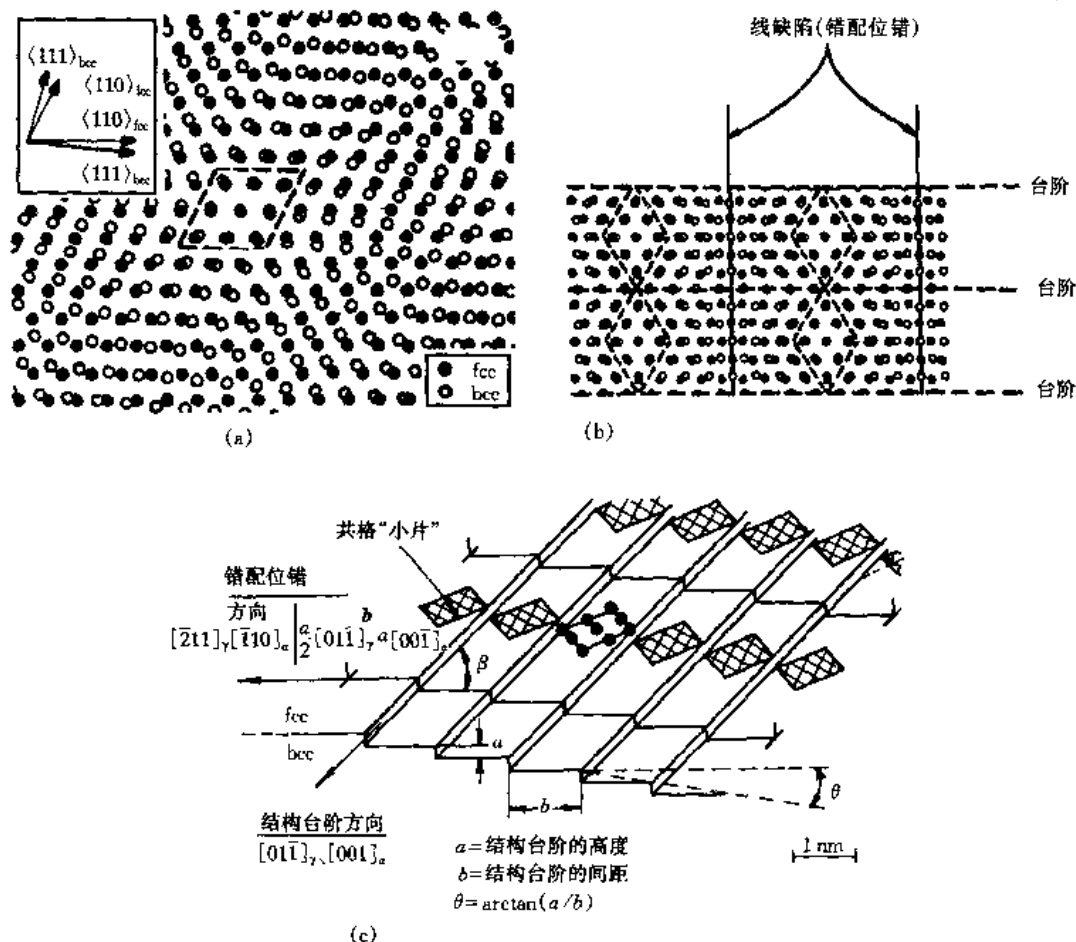 ⟨111⟩bcc
⟨110⟩fcc
⟨110⟩fcc
⟨111⟩bcc
fcc
bcc
(a)
线缺陷(错配位错)
台阶
台阶
台阶
(b)
共格“小片”
错配位错
方向
b
[2̄11]γ[1̄10]α
a/2[011̄]γ a[001̄]α
β
fcc
bcc
a
b
θ
结构台阶方向
[011̄]γ、[001]α
a=结构台阶的高度
b=结构台阶的间距
θ=arctan(a/b)
1 nm
(c)